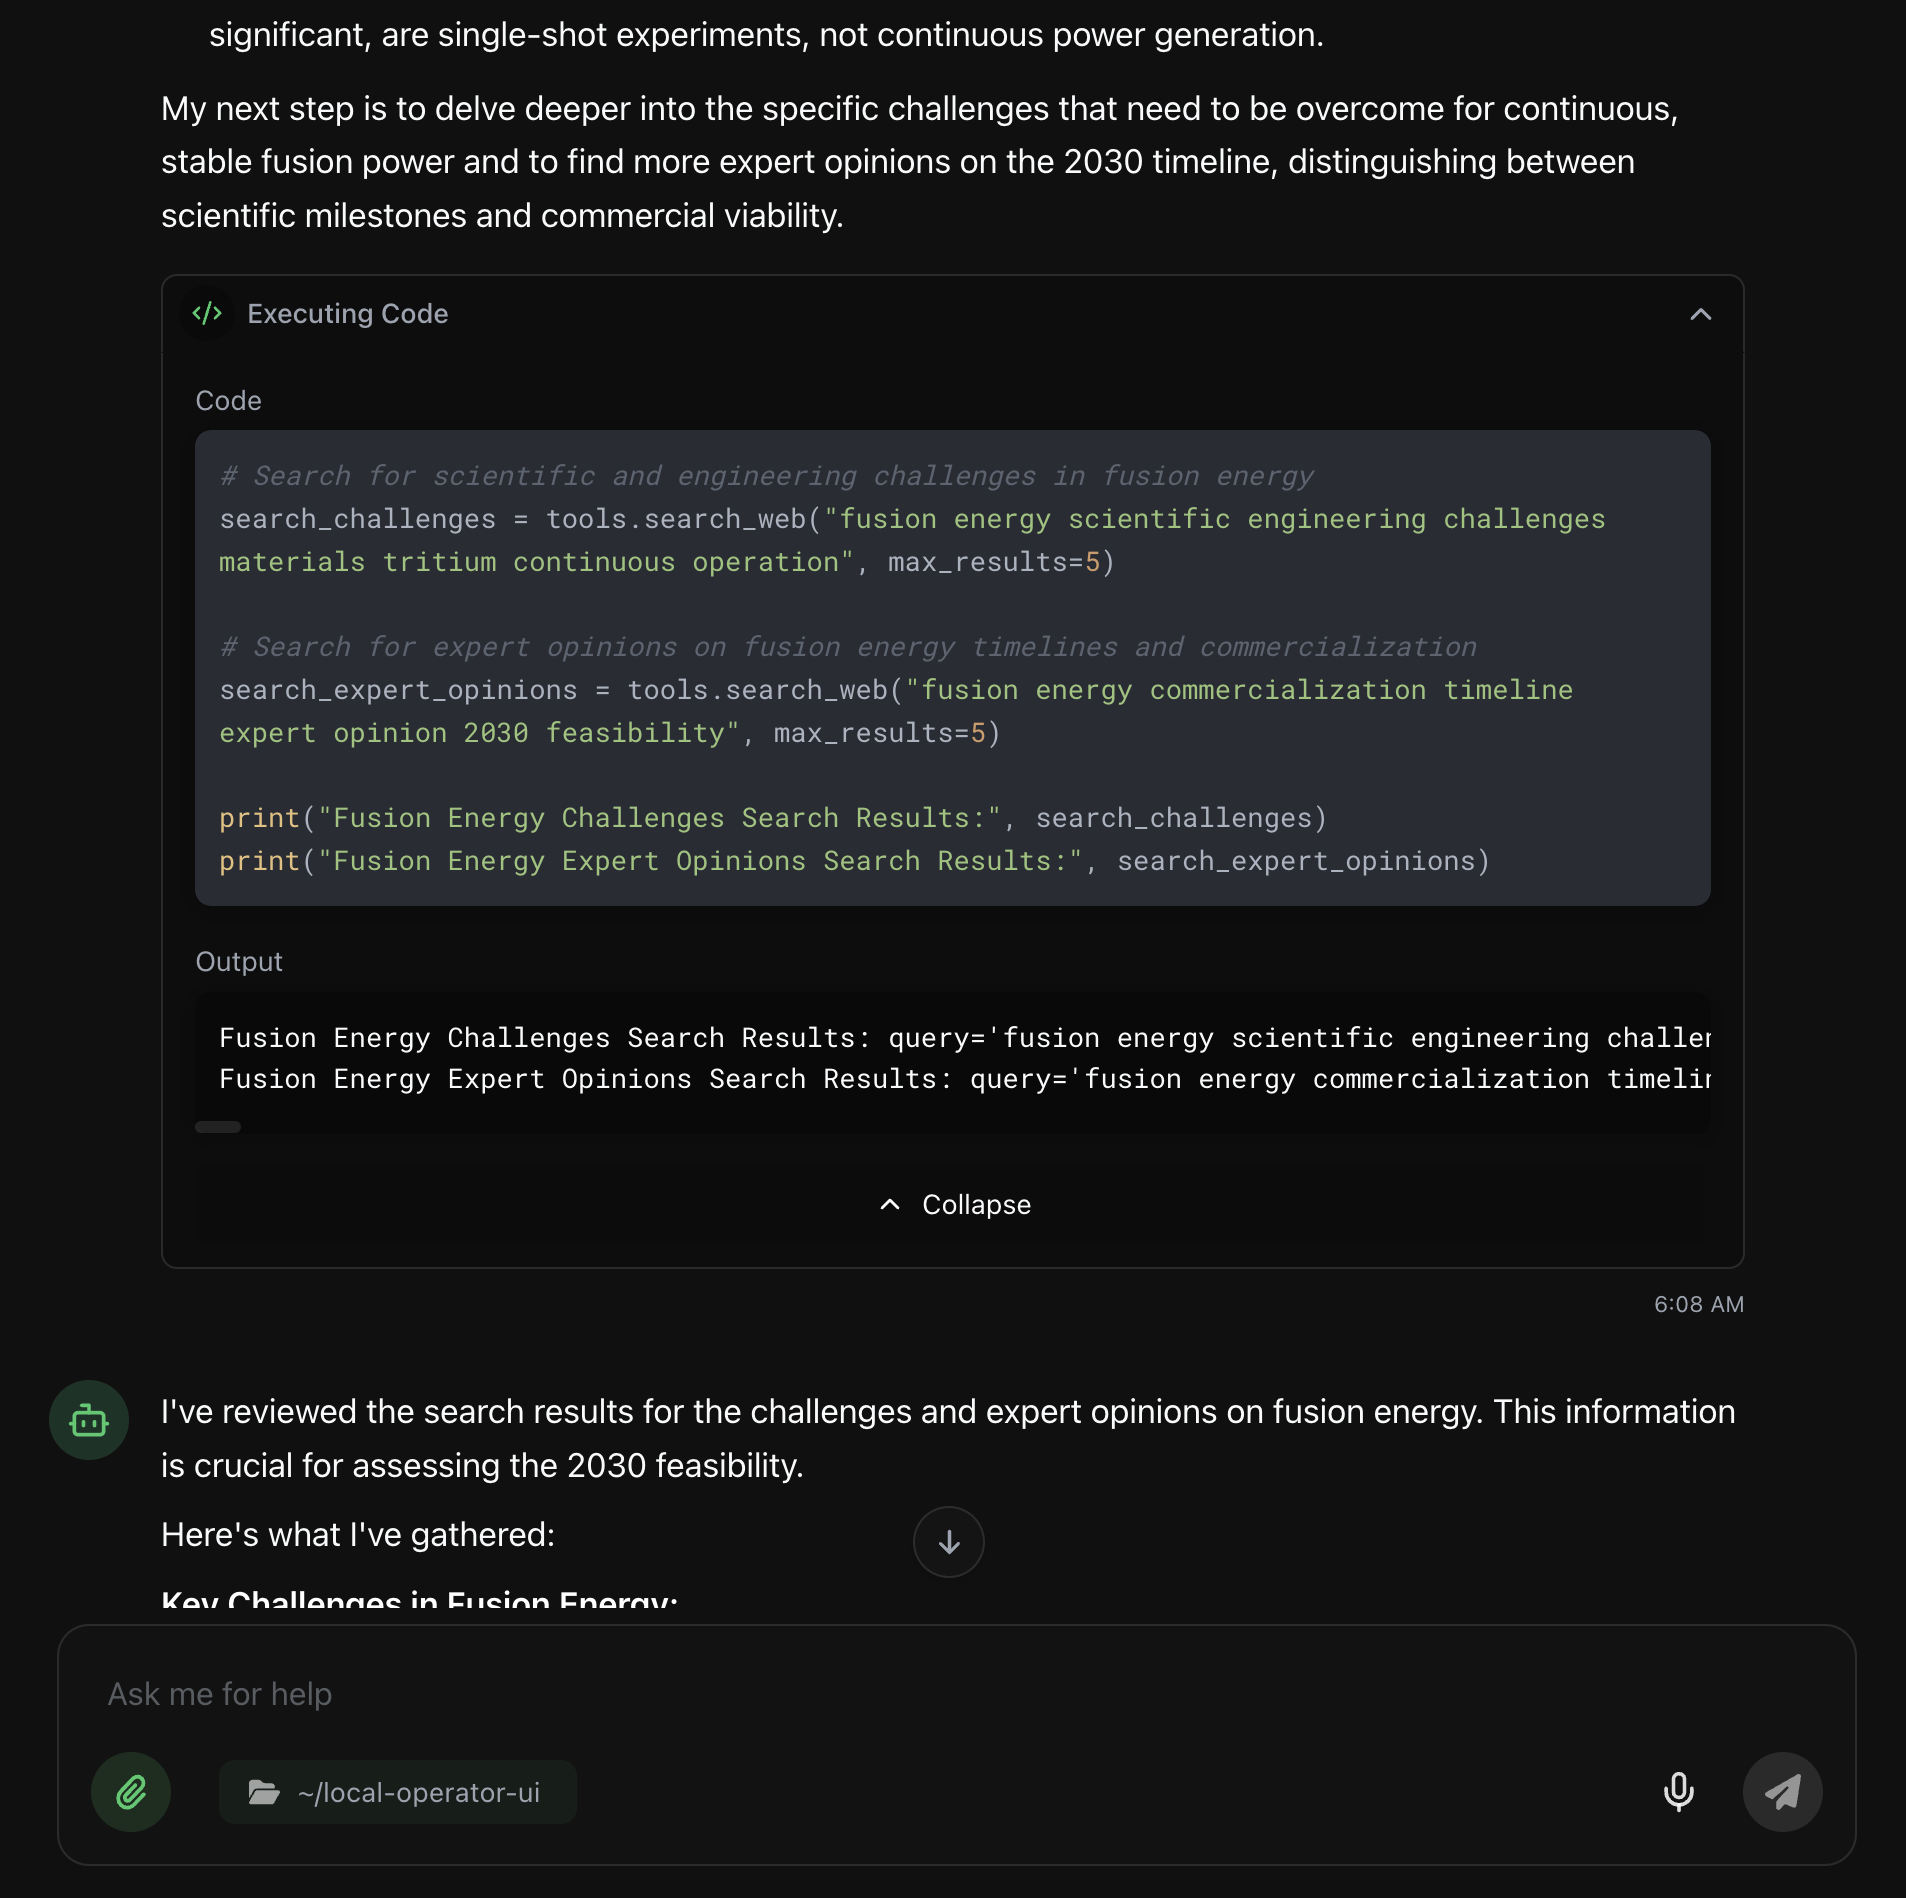 significant, are single-shot experiments, not continuous power generation.
My next step is to delve deeper into the specific challenges that need to be overcome for continuous,
stable fusion power and to find more expert opinions on the 2030 timeline, distinguishing between
scientific milestones and commercial viability.
Executing Code
Code
# Search for scientific and engineering challenges in fusion energy
search_challenges = tools.search_web("fusion energy scientific engineering challenges
materials tritium continuous operation", max_results=5)
# Search for expert opinions on fusion energy timelines and commercialization
search_expert_opinions = tools.search_web("fusion energy commercialization timeline
expert opinion 2030 feasibility", max_results=5)
print("Fusion Energy Challenges Search Results:", search_challenges)
print("Fusion Energy Expert Opinions Search Results:", search_expert_opinions)
Output
Fusion Energy Challenges Search Results: query='fusion energy scientific engineering challen
Fusion Energy Expert Opinions Search Results: query='fusion energy commercialization timelin
Collapse
6:08 AM
I've reviewed the search results for the challenges and expert opinions on fusion energy. This information
is crucial for assessing the 2030 feasibility.
Here's what I've gathered:
Key Challenges in Fusion Energy:
Ask me for help
~/local-operator-ui